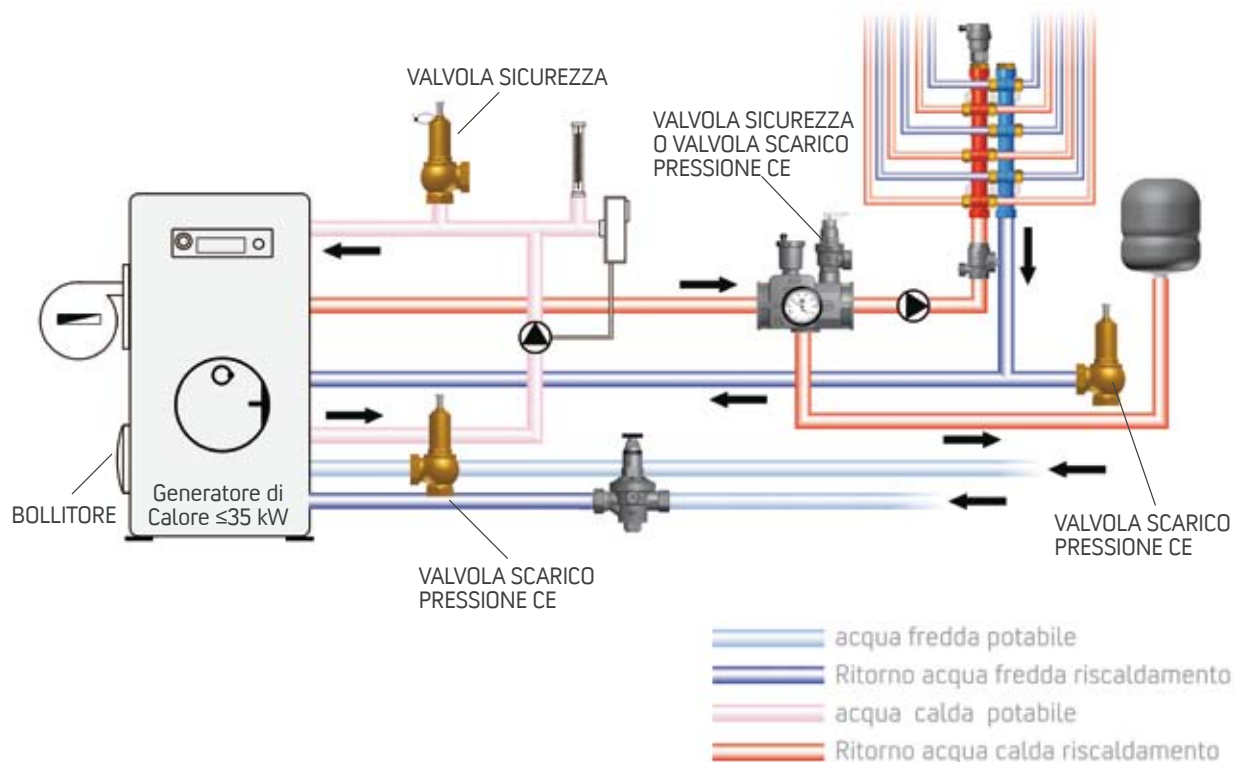 VALVOLA SICUREZZA
VALVOLA SICUREZZA
O VALVOLA SCARICO
PRESSIONE CE
BOLLITORE
Generatore di
Calore ≤35 kW
VALVOLA SCARICO
PRESSIONE CE
VALVOLA SCARICO
PRESSIONE CE
acqua fredda potabile
Ritorno acqua fredda riscaldamento
acqua calda potabile
Ritorno acqua calda riscaldamento